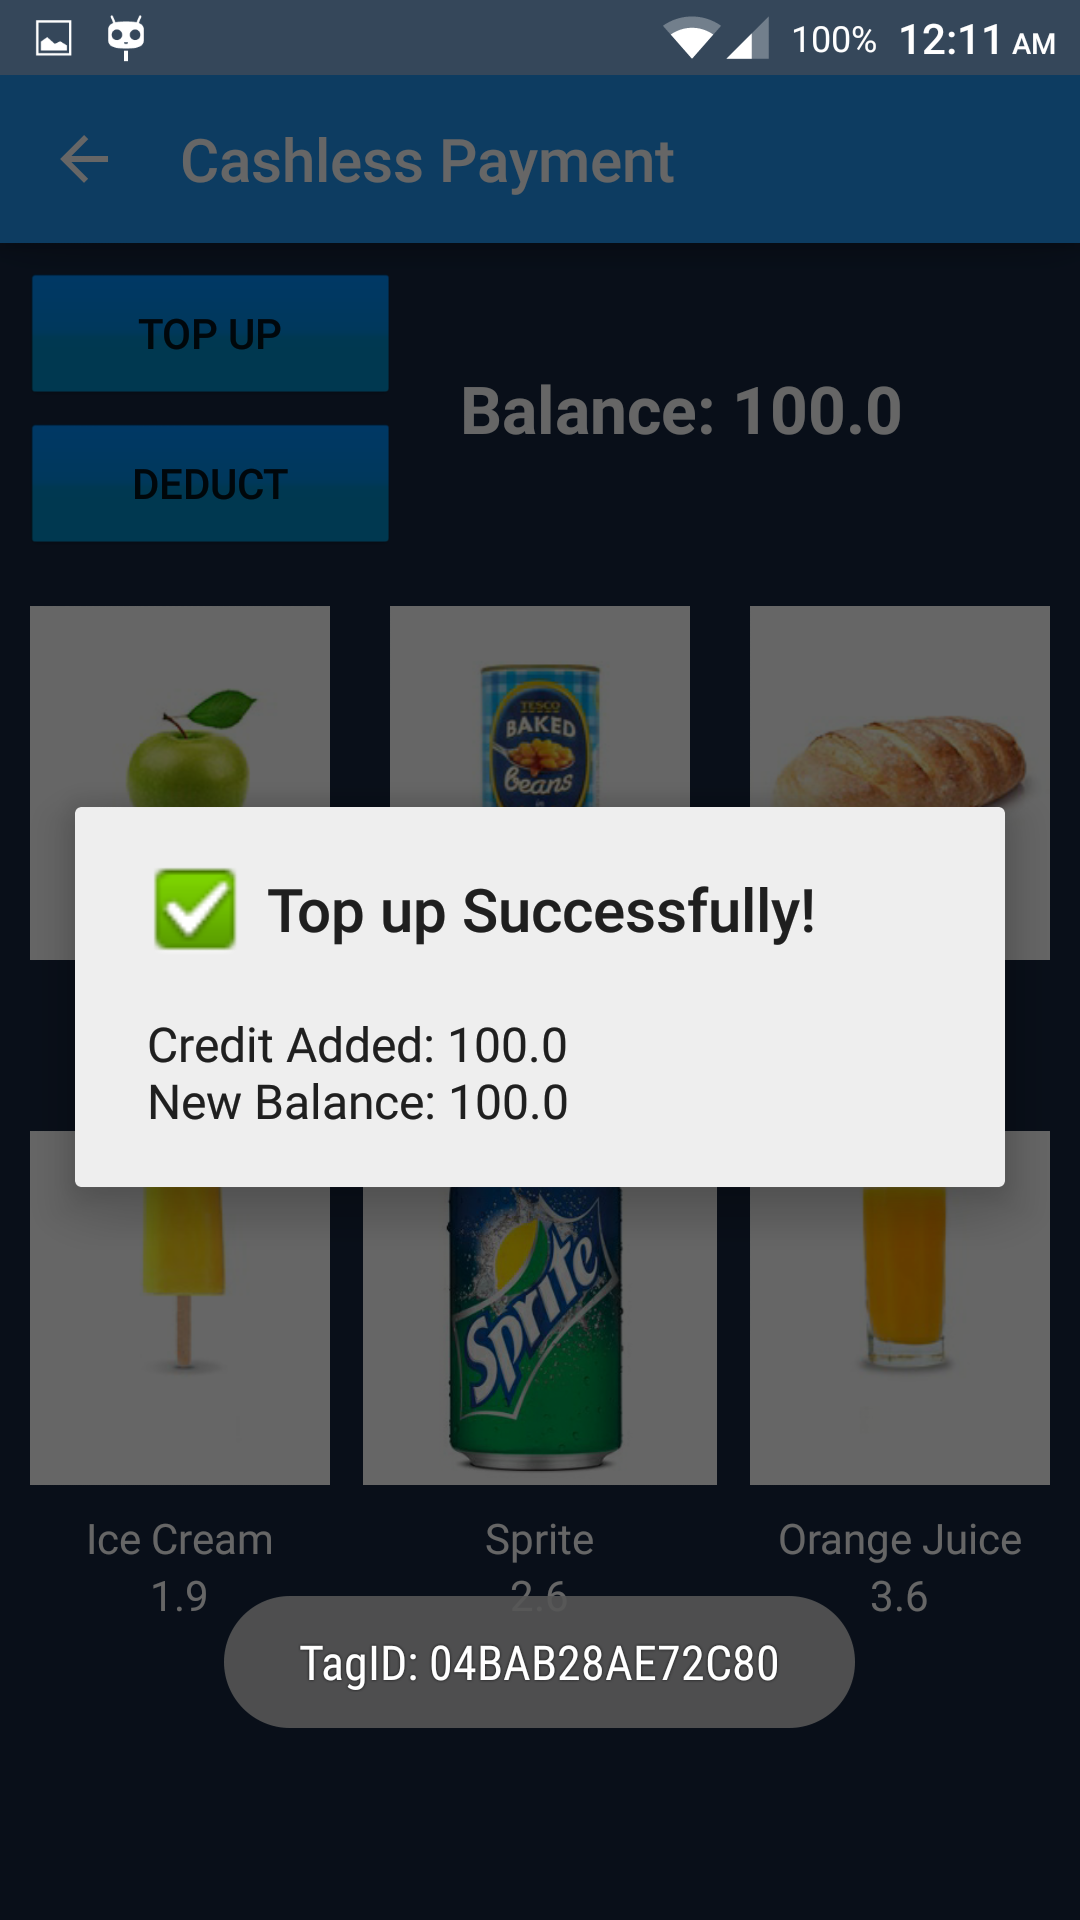 100% 12:11 AM
Cashless Payment
TOP UP
Balance: 100.0
DEDUCT
TESCO
BAKED
beans
in
Top up Successfully!
Credit Added: 100.0
New Balance: 100.0
Sprite
Ice Cream
Sprite
Orange Juice
1.9
2.6
3.6
TagID: 04BAB28AE72C80